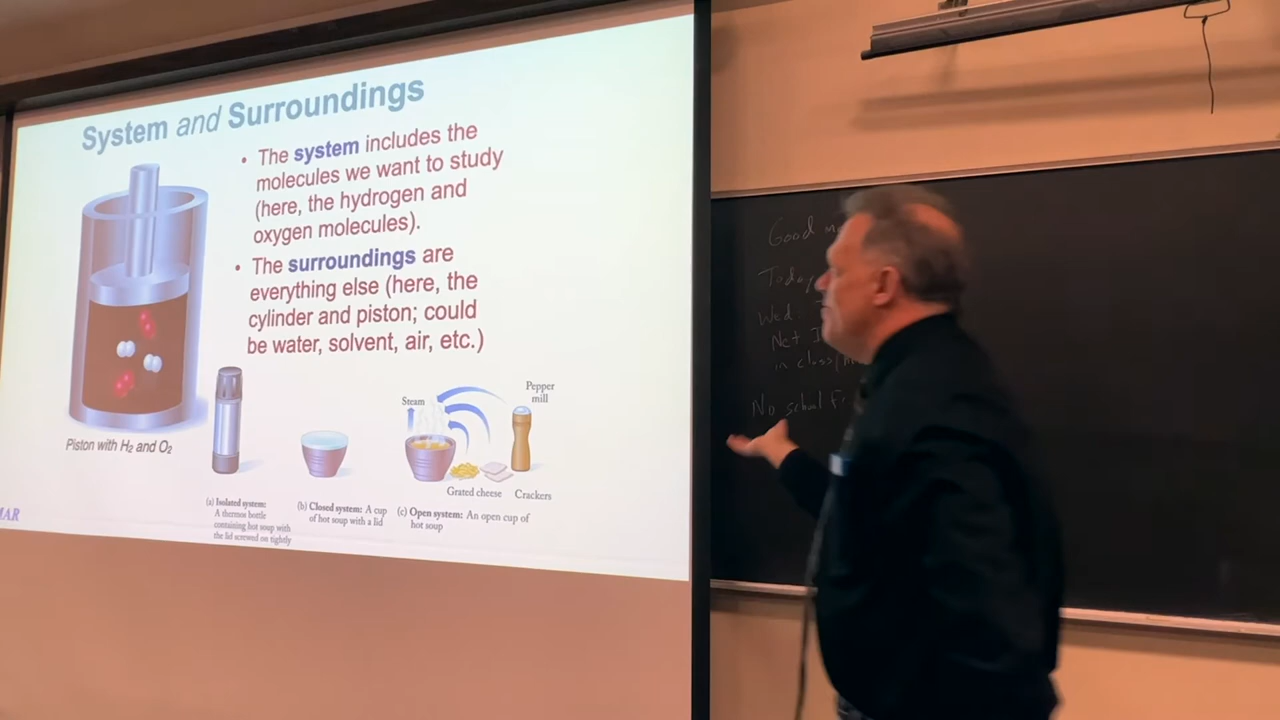 System and Surroundings
• The system includes the
molecules we want to study
(here, the hydrogen and
oxygen molecules).
• The surroundings are
everything else (here, the
cylinder and piston; could
be water, solvent, air, etc.)
Piston with H₂ and O₂
Steam
Pepper
mill
Grated cheese
Crackers
(a) Isolated system:
A thermos bottle
containing hot soup with
the lid screwed on tightly
(b) Closed system: A cup
of hot soup with a lid
(c) Open system: An open cup of
hot soup
MAR
Good
Today
Wed.
Net
in class
No school